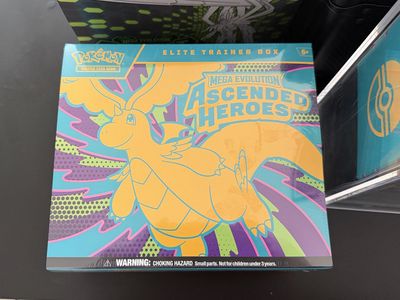 Pokémon
ELITE TRAINER BOX
6+
MEGA EVOLUTION
ASCENDED
HEROES
WARNING: CHOKING HAZARD Small parts. Not for children under 3 years.